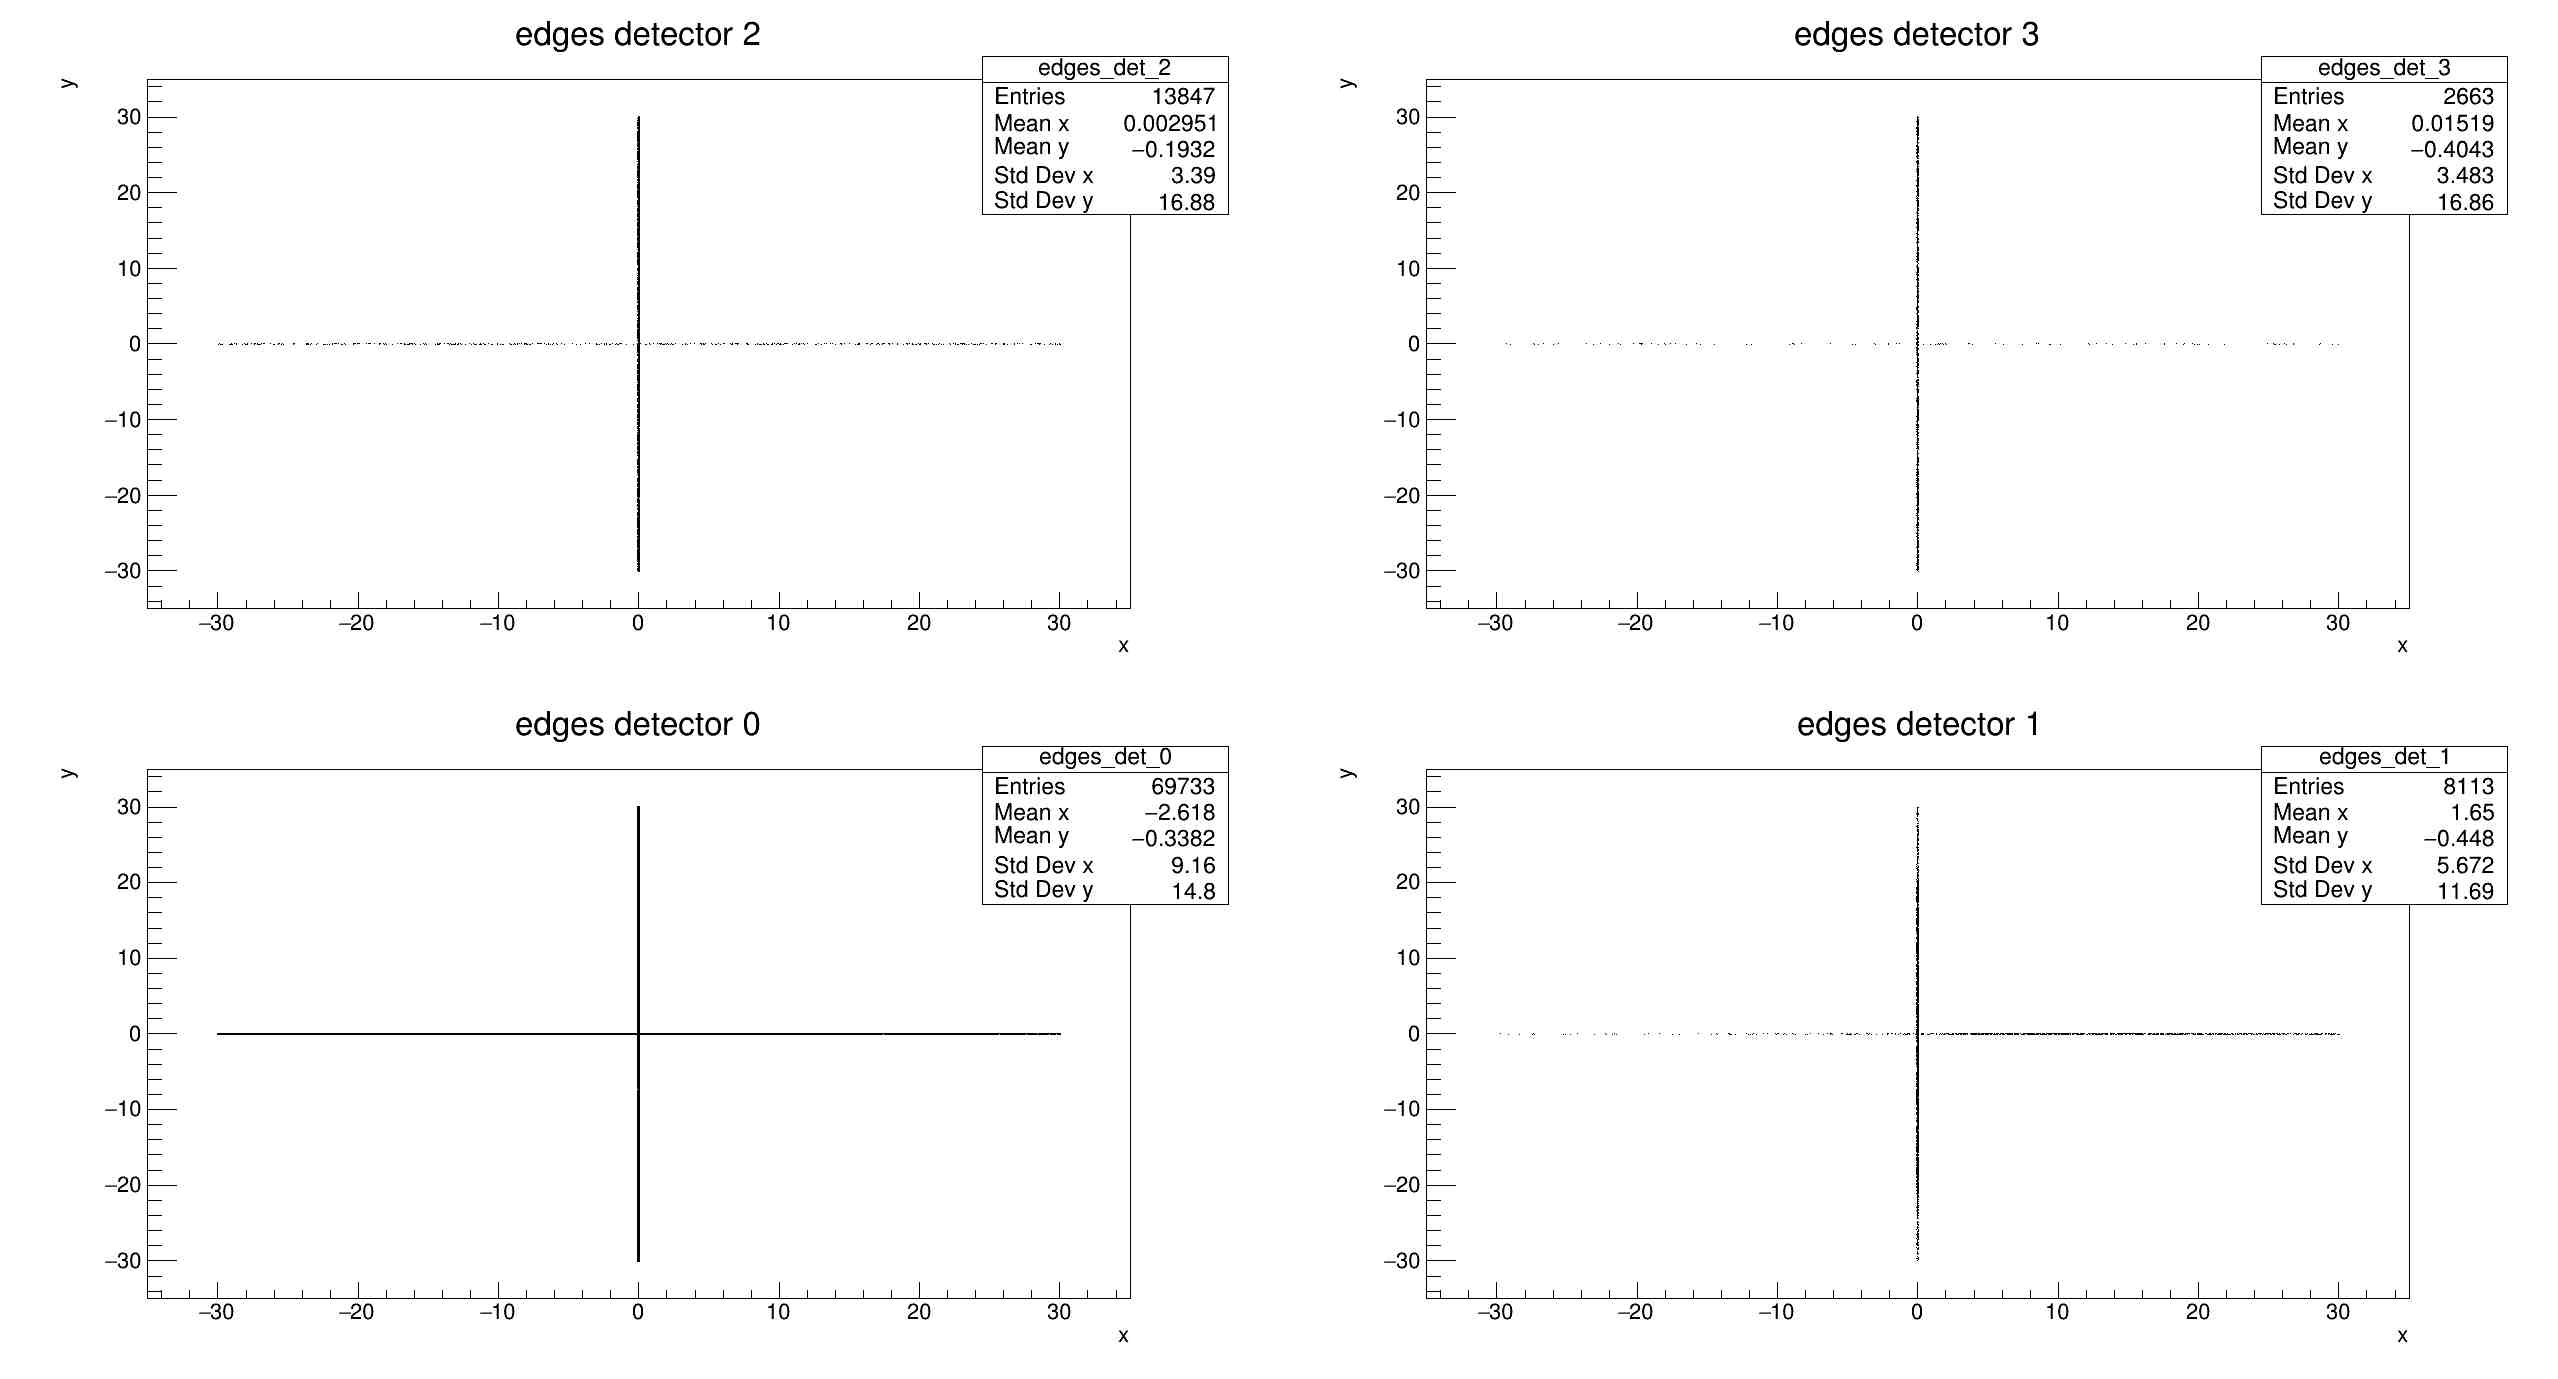 edges detector 2
edges_det_2
Entries 13847
Mean x 0.002951
Mean y −0.1932
Std Dev x 3.39
Std Dev y 16.88
y
30
20
10
0
−10
−20
−30
−30 −20 −10 0 10 20 30
x
edges detector 3
edges_det_3
Entries 2663
Mean x 0.01519
Mean y −0.4043
Std Dev x 3.483
Std Dev y 16.86
y
30
20
10
0
−10
−20
−30
−30 −20 −10 0 10 20 30
x
edges detector 0
edges_det_0
Entries 69733
Mean x −2.618
Mean y −0.3382
Std Dev x 9.16
Std Dev y 14.8
y
30
20
10
0
−10
−20
−30
−30 −20 −10 0 10 20 30
x
edges detector 1
edges_det_1
Entries 8113
Mean x 1.65
Mean y −0.448
Std Dev x 5.672
Std Dev y 11.69
y
30
20
10
0
−10
−20
−30
−30 −20 −10 0 10 20 30
x